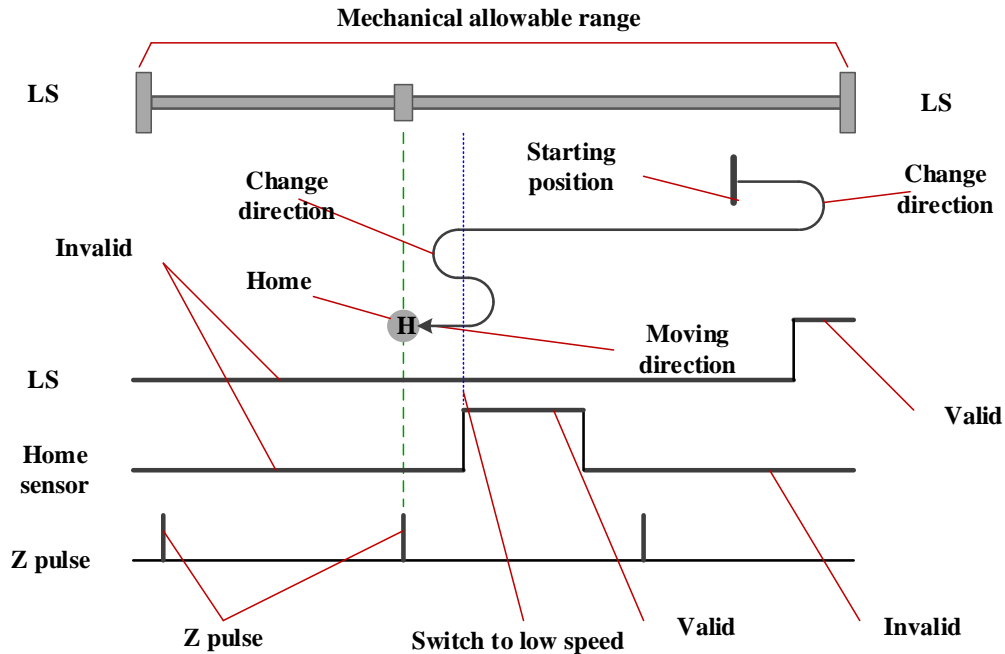 Mechanical allowable range
LS
LS
Starting
position
Change
direction
Change
direction
Invalid
Home
H
Moving
direction
LS
Valid
Home
sensor
Z pulse
Z pulse
Switch to low speed
Valid
Invalid